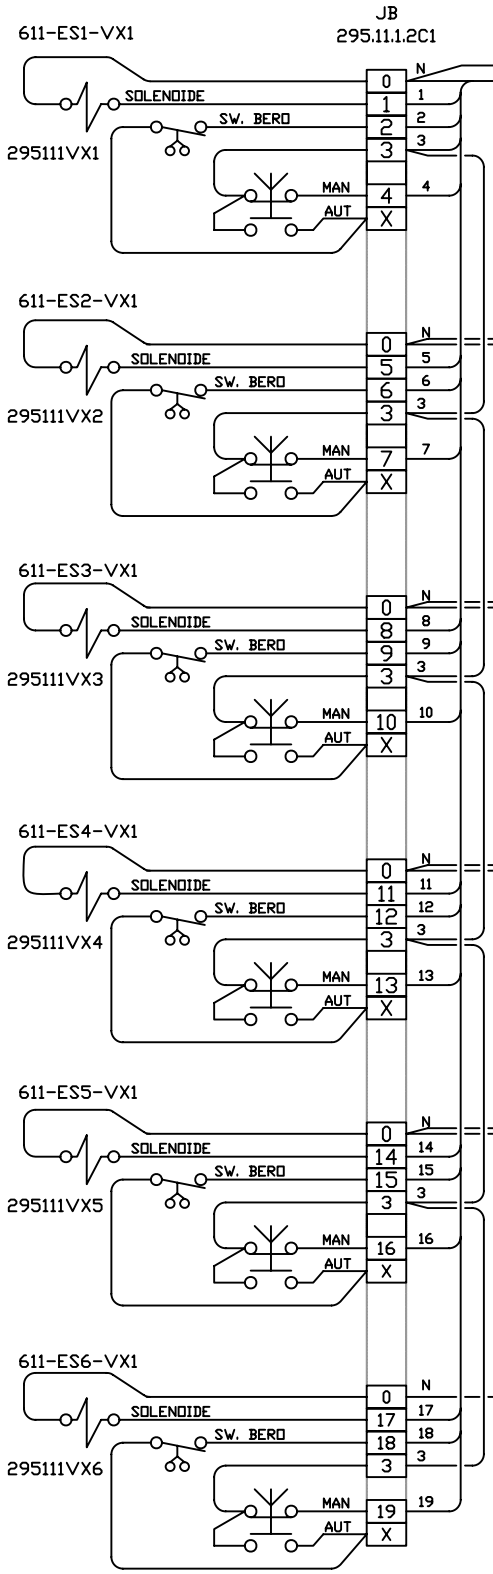 JB
295.11.1.2C1
611-ES1-VX1
0 N
SOLENOIDE 1 1
SW. BERO 2 2
295111VX1 3 3
MAN 4 4
AUT X
611-ES2-VX1
0 N
SOLENOIDE 5 5
SW. BERO 6 6
295111VX2 3 3
MAN 7 7
AUT X
611-ES3-VX1
0 N
SOLENOIDE 8 8
SW. BERO 9 9
295111VX3 3 3
MAN 10 10
AUT X
611-ES4-VX1
0 N
SOLENOIDE 11 11
SW. BERO 12 12
295111VX4 3 3
MAN 13 13
AUT X
611-ES5-VX1
0 N
SOLENOIDE 14 14
SW. BERO 15 15
295111VX5 3 3
MAN 16 16
AUT X
611-ES6-VX1
0 N
SOLENOIDE 17 17
SW. BERO 18 18
295111VX6 3 3
MAN 19 19
AUT X